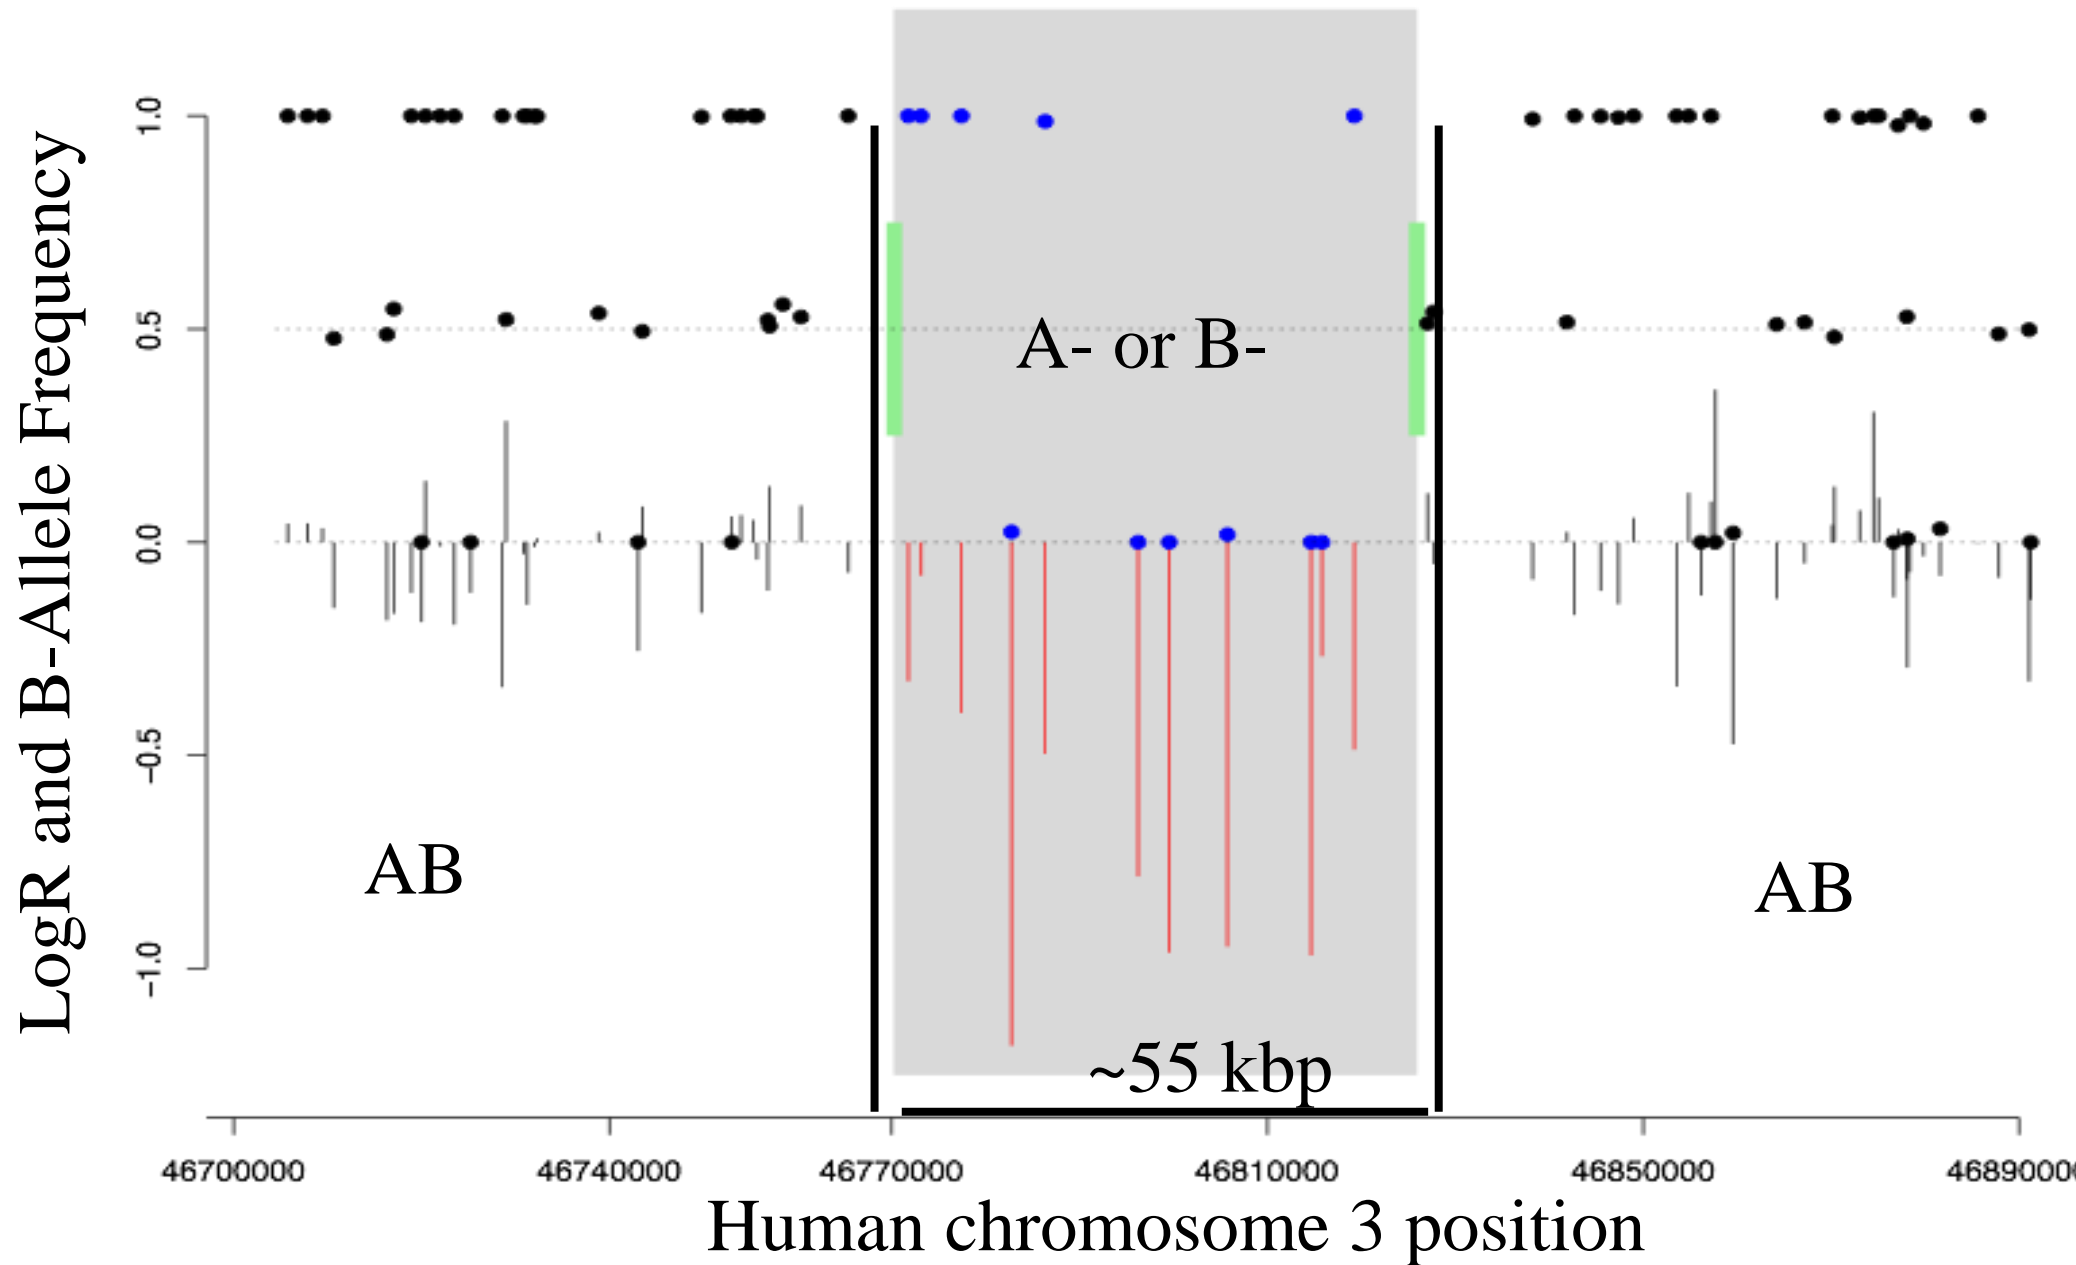 LogR and B-Allele Frequency
1.0
0.5
0.0
−0.5
−1.0
A- or B-
AB
AB
~55 kbp
46700000 46740000 46770000 46810000 46850000 46890000
Human chromosome 3 position